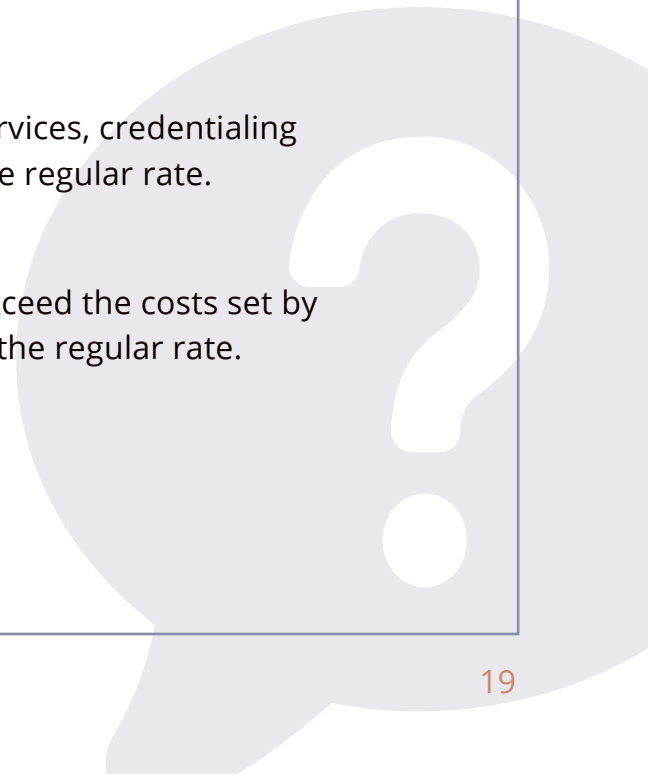 rvices, credentialing
e regular rate.
ceed the costs set by
the regular rate.
19